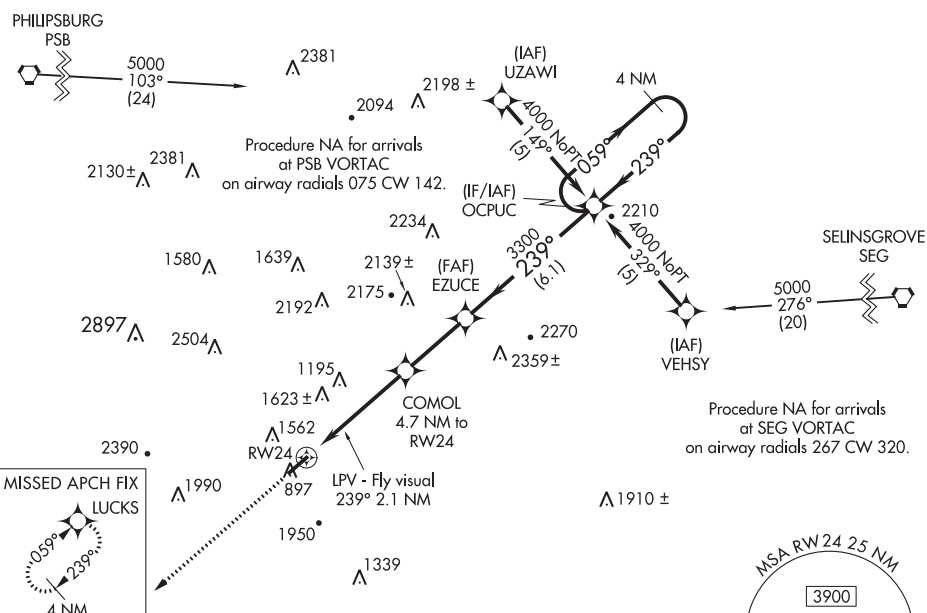 PHILIPSBURG
PSB
5000
103°
(24)
2381
(IAF)
UZAWI
4 NM
2198 ±
2094
4000 NoPT
149°
(5)
059°
239°
Procedure NA for arrivals
at PSB VORTAC
on airway radials 075 CW 142.
2130 ±
2381
(IF/IAF)
OCPUC
2210
2234
SELINSGROVE
SEG
3300
239°
(6.1)
4000 NoPT
329°
(5)
1580
1639
2139 ±
(FAF)
EZUCE
2175
2192
5000
276°
(20)
2897
2504
2270
2359 ±
(IAF)
VEHSY
1195
1623 ±
COMOL
4.7 NM to
RW24
Procedure NA for arrivals
at SEG VORTAC
on airway radials 267 CW 320.
1562
2390
RW24
897
LPV - Fly visual
239° 2.1 NM
MISSED APCH FIX
LUCKS
059°
239°
4 NM
1990
1910 ±
1950
1339
MSA RW 24 25 NM
3900